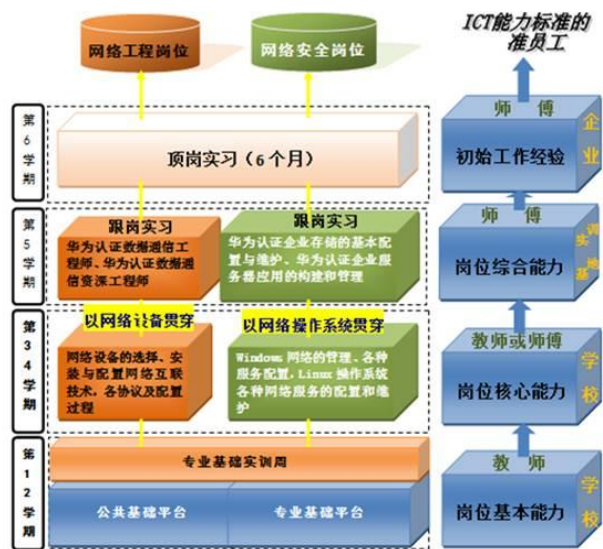 网络工程岗位
网络安全岗位
ICT能力标准的
准员工
第6学期
顶岗实习（6个月）
师 傅
初始工作经验
企业
第5学期
跟岗实习
华为认证数据通信工
程师、华为认证数据通
信资深工程师
跟岗实习
华为认证企业存储的基本配
置与维护、华为认证企业服
务器应用的构建和管理
师 傅
岗位综合能力
实训基地
第34学期
以网络设备贯穿
网络设备的选择、安
装与配置网络互联
技术，各协议及配置
过程
以网络操作系统贯穿
Windows 网络的管理、各种
服务配置，Linux 操作系统
各种网络服务的配置和维
护
教师或师傅
岗位核心能力
学校
第12学期
专业基础实训周
公共基础平台
专业基础平台
教 师
岗位基本能力
学校